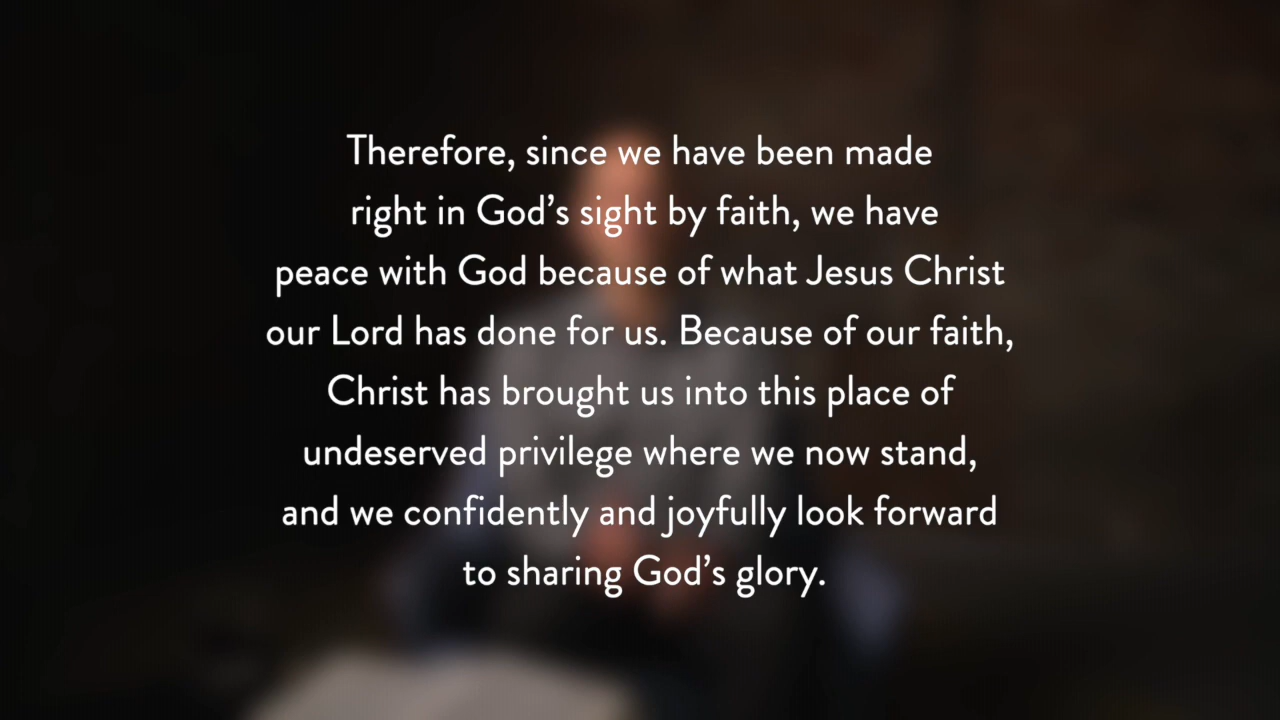 Therefore, since we have been made
right in God’s sight by faith, we have
peace with God because of what Jesus Christ
our Lord has done for us. Because of our faith,
Christ has brought us into this place of
undeserved privilege where we now stand,
and we confidently and joyfully look forward
to sharing God’s glory.